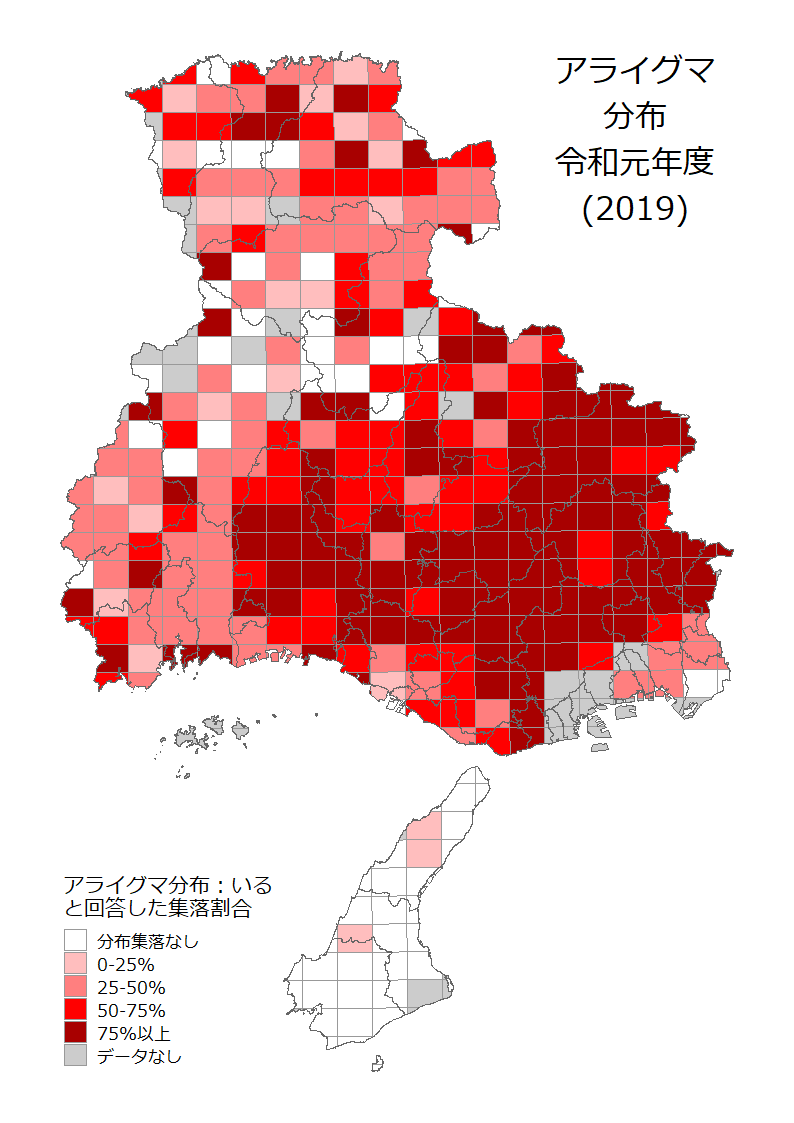 アライグマ
分布
令和元年度
(2019)
アライグマ分布：いる
と回答した集落割合
分布集落なし
0-25%
25-50%
50-75%
75%以上
データなし